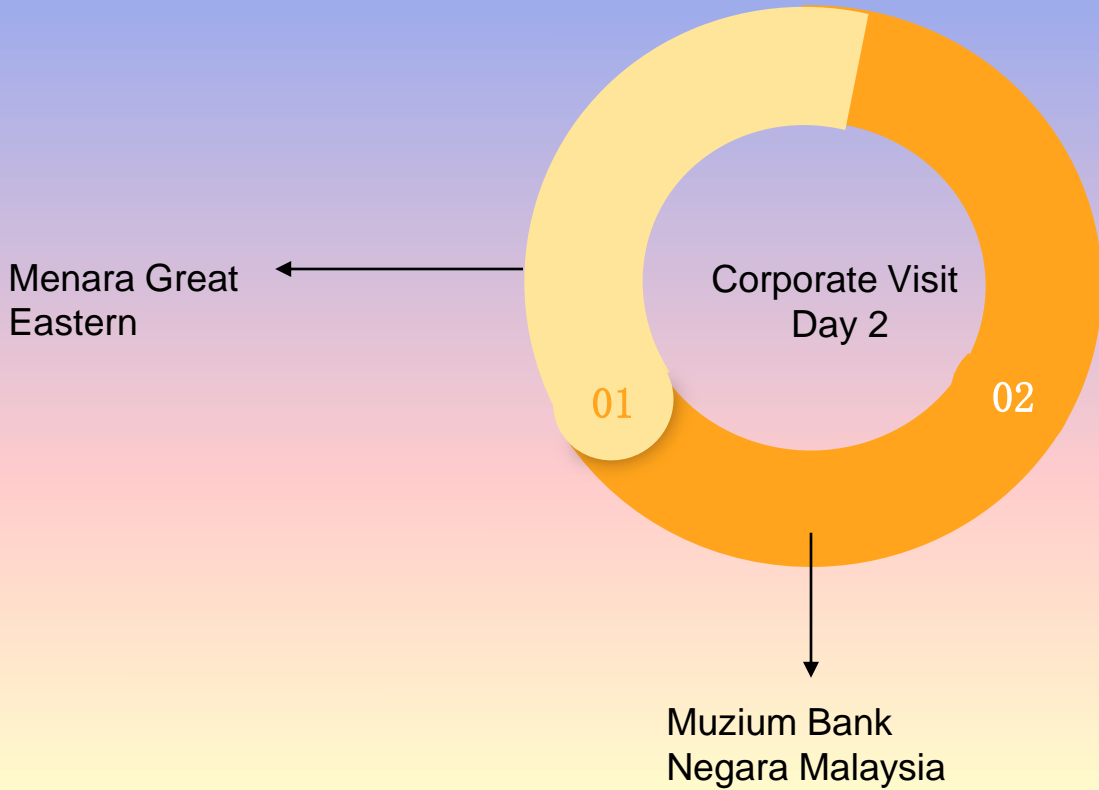 Corporate Visit
Day 2
Menara Great
Eastern
01
02
Muzium Bank
Negara Malaysia